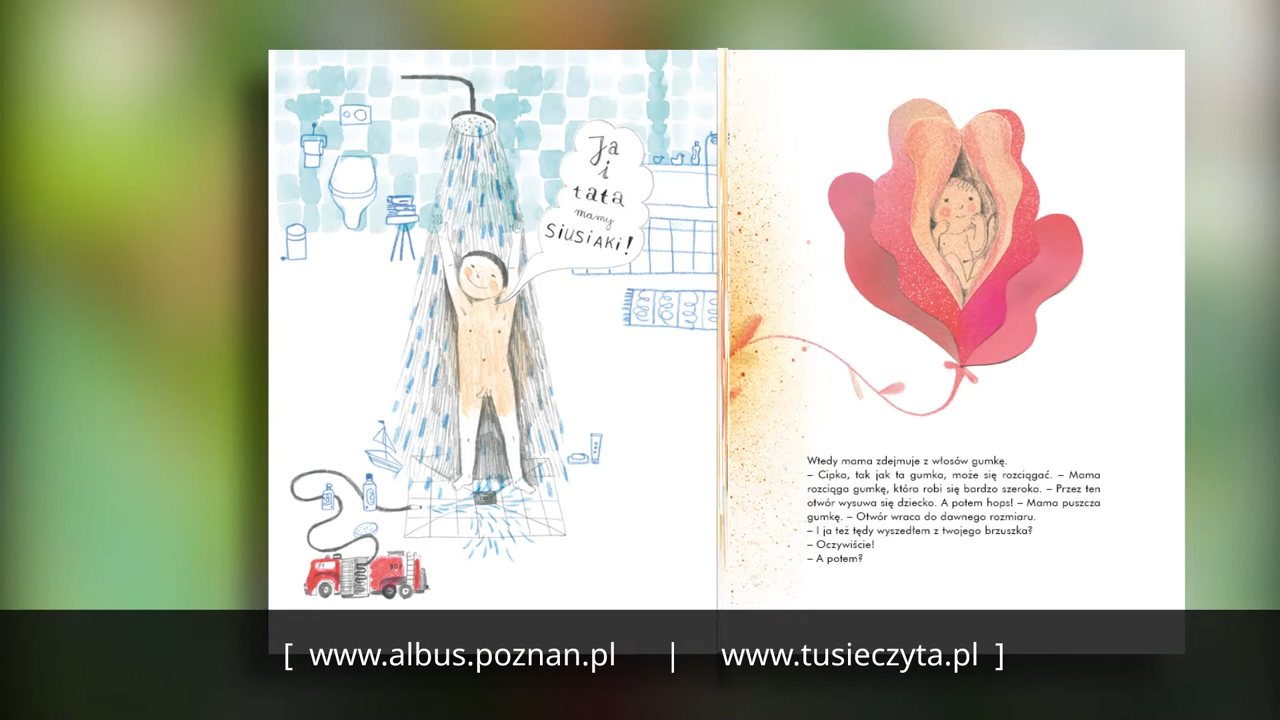 Ja
i
tata
mamy
SIUSIAKI!
Wtedy mama zdejmuje z włosów gumkę.
– Cipka, tak jak ta gumka, może się rozciągać. – Mama
rozciąga gumkę, która robi się bardzo szeroka. – Przez ten
otwór wysuwa się dziecko. A potem hops! – Mama puszcza
gumkę. – Otwór wraca do dawnego rozmiaru.
– I ja też tędy wyszedłem z twojego brzuszka?
– Oczywiście!
– A potem?
[ www.albus.poznan.pl | www.tusieczyta.pl ]